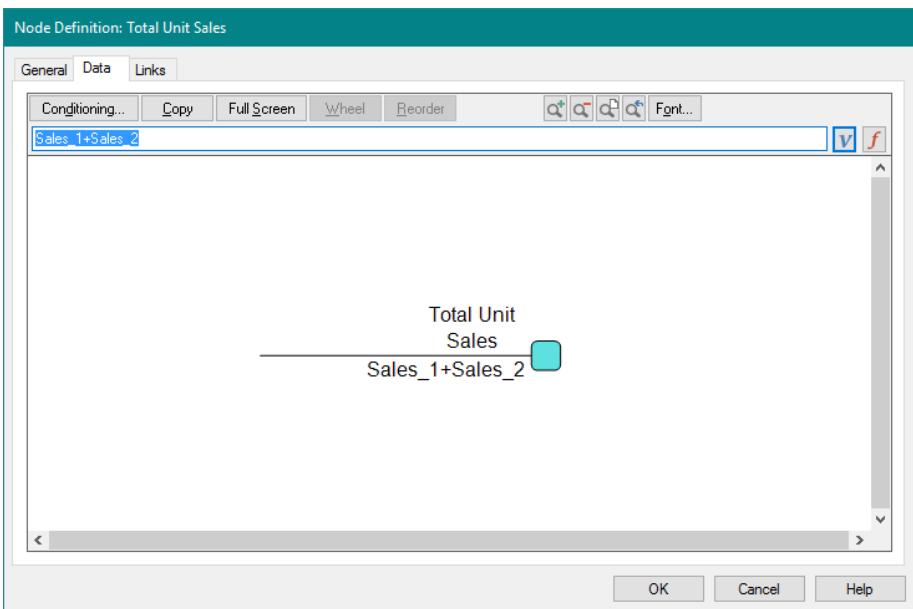 Node Definition: Total Unit Sales
General Data Links
Conditioning... Copy Full Screen Wheel Reorder Font...
Sales_1+Sales_2 V f
Total Unit
Sales
Sales_1+Sales_2
OK Cancel Help